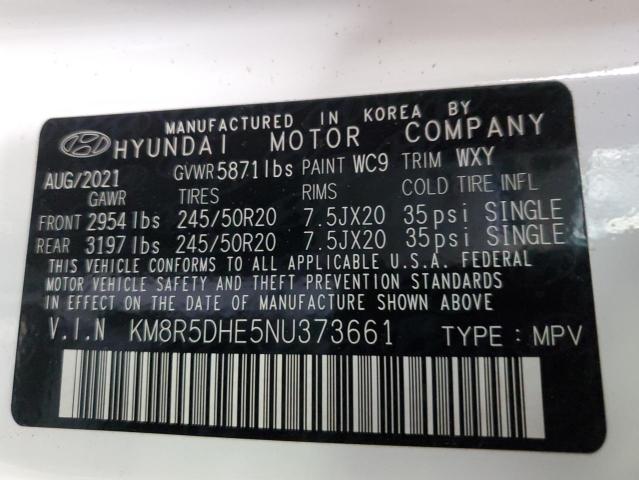 MANUFACTURED IN KOREA BY
HYUNDAI MOTOR COMPANY
AUG/2021 GVWR 5871lbs PAINT WC9 TRIM WXY
GAWR TIRES RIMS COLD TIRE INFL
FRONT 2954lbs 245/50R20 7.5JX20 35psi SINGLE
REAR 3197lbs 245/50R20 7.5JX20 35psi SINGLE
THIS VEHICLE CONFORMS TO ALL APPLICABLE U.S.A. FEDERAL
MOTOR VEHICLE SAFETY AND THEFT PREVENTION STANDARDS
IN EFFECT ON THE DATE OF MANUFACTURE SHOWN ABOVE.
V.I.N KM8R5DHE5NU373661 TYPE : MPV